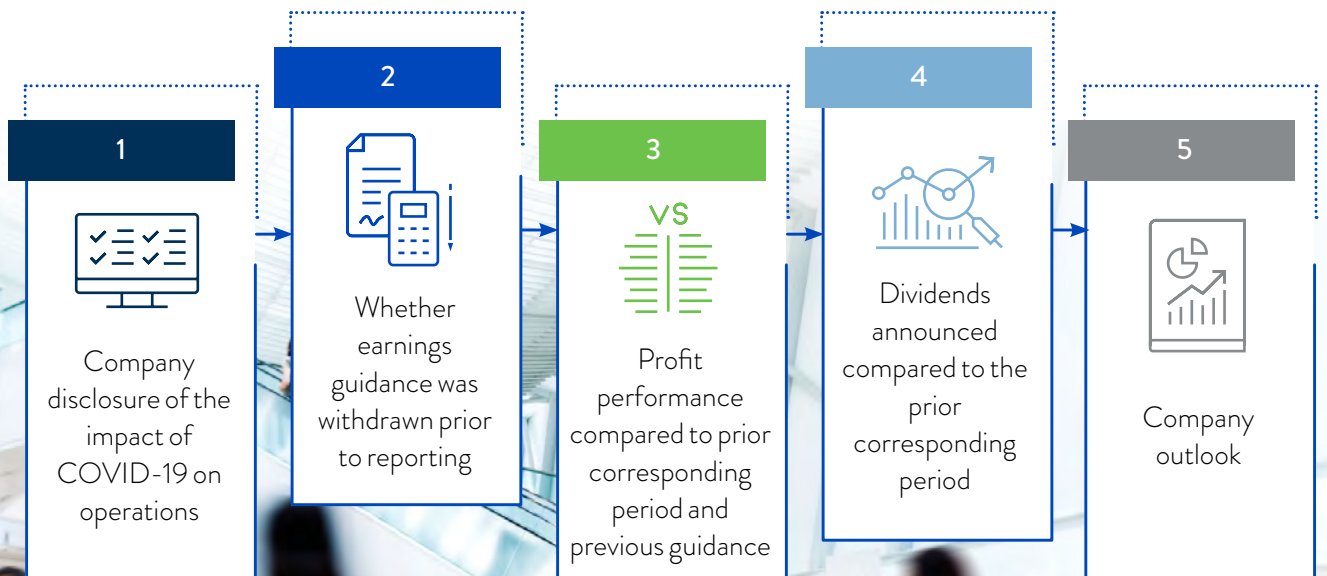 1
Company
disclosure of the
impact of
COVID-19 on
operations
2
Whether
earnings
guidance was
withdrawn prior
to reporting
3
VS
Profit
performance
compared to prior
corresponding
period and
previous guidance
4
Dividends
announced
compared to the
prior
corresponding
period
5
Company
outlook